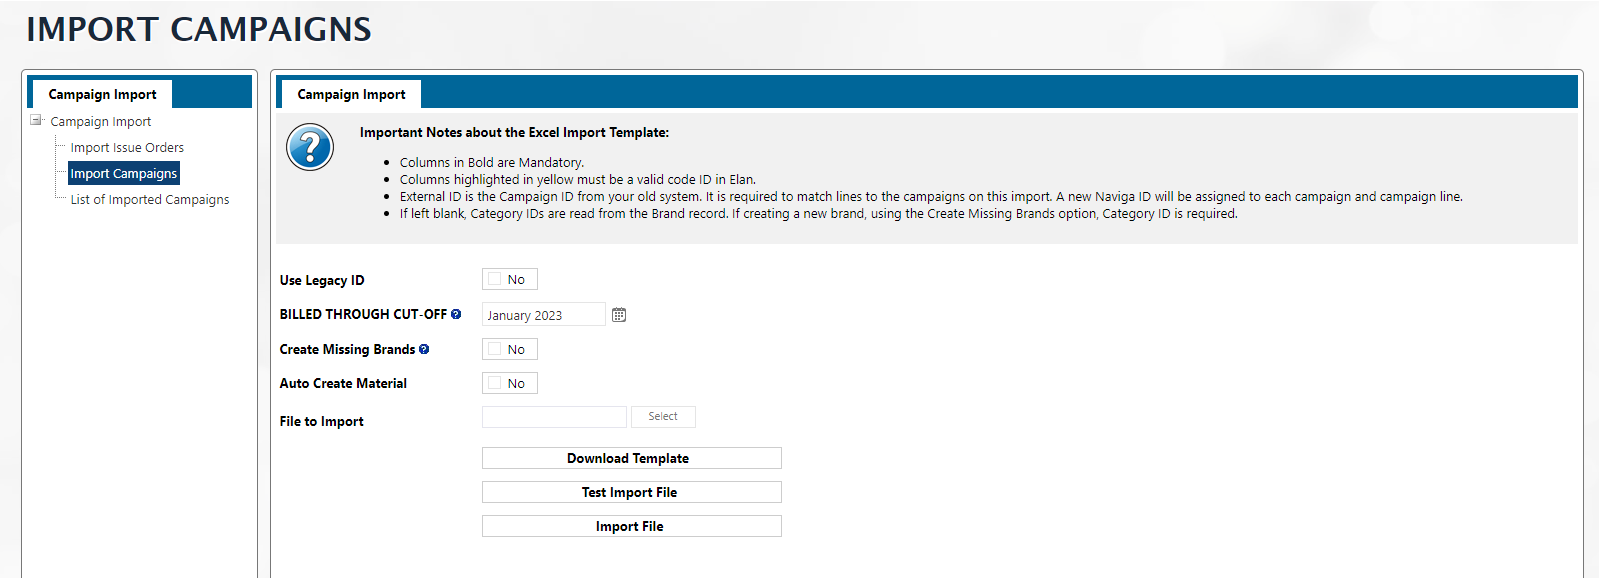 IMPORT CAMPAIGNS
Campaign Import
Campaign Import
Import Issue Orders
Import Campaigns
List of Imported Campaigns
Campaign Import
Important Notes about the Excel Import Template:
• Columns in Bold are Mandatory.
• Columns highlighted in yellow must be a valid code ID in Elan.
• External ID is the Campaign ID from your old system. It is required to match lines to the campaigns on this import. A new Naviga ID will be assigned to each campaign and campaign line.
• If left blank, Category IDs are read from the Brand record. If creating a new brand, using the Create Missing Brands option, Category ID is required.
Use Legacy ID No
BILLED THROUGH CUT-OFF ? January 2023
Create Missing Brands ? No
Auto Create Material No
File to Import Select
Download Template
Test Import File
Import File